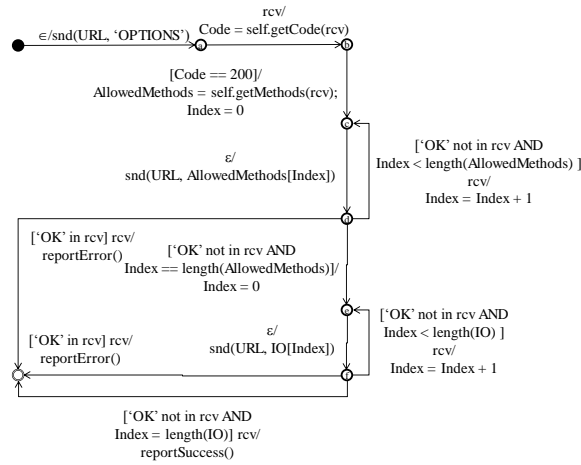 rcv/
∈/snd(URL, ‘OPTIONS’)
Code = self.getCode(rcv)
a
b
[Code == 200]/
AllowedMethods = self.getMethods(rcv);
Index = 0
c
[‘OK’ not in rcv AND
Index < length(AllowedMethods) ]
rcv/
Index = Index + 1
ε/
snd(URL, AllowedMethods[Index])
d
[‘OK’ in rcv] rcv/
reportError()
[‘OK’ not in rcv AND
Index == length(AllowedMethods)]/
Index = 0
e
[‘OK’ not in rcv AND
Index < length(IO) ]
rcv/
Index = Index + 1
[‘OK’ in rcv] rcv/
reportError()
ε/
snd(URL, IO[Index])
f
[‘OK’ not in rcv AND
Index = length(IO)] rcv/
reportSuccess()